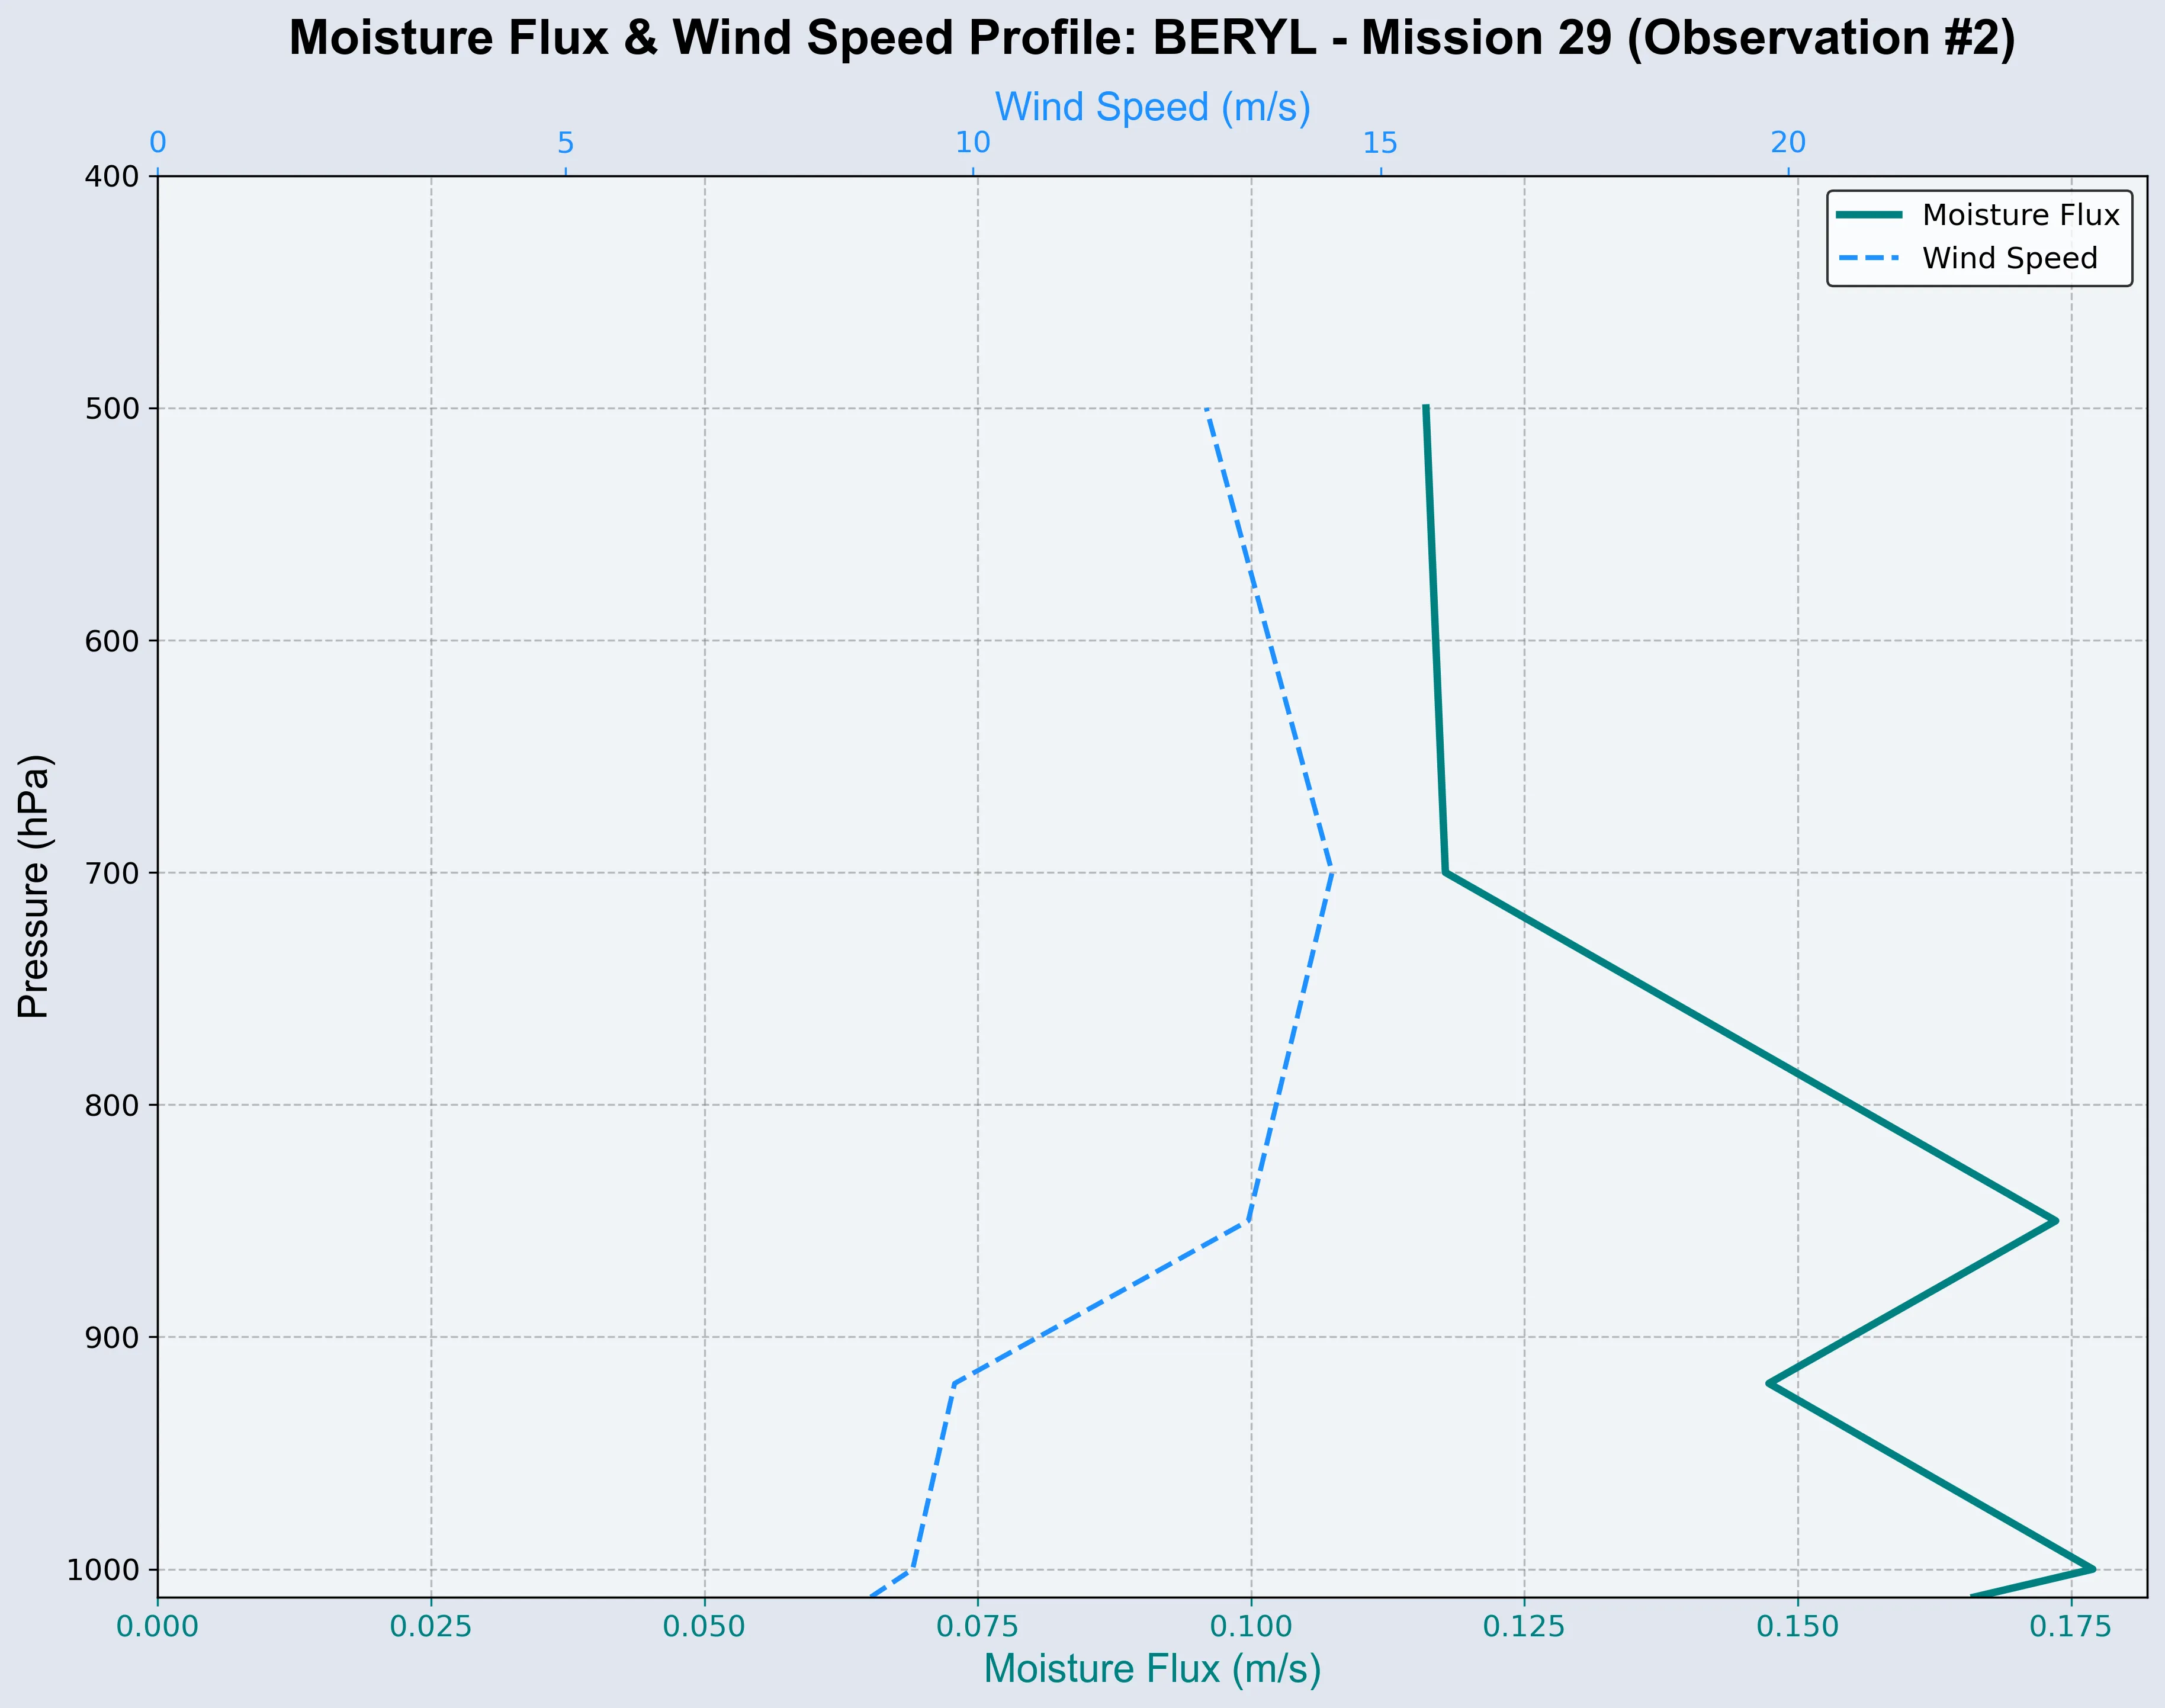 Moisture Flux & Wind Speed Profile: BERYL - Mission 29 (Observation #2)
Wind Speed (m/s)
0 5 10 15 20
Moisture Flux
Wind Speed
Pressure (hPa)
400
500
600
700
800
900
1000
0.000 0.025 0.050 0.075 0.100 0.125 0.150 0.175
Moisture Flux (m/s)